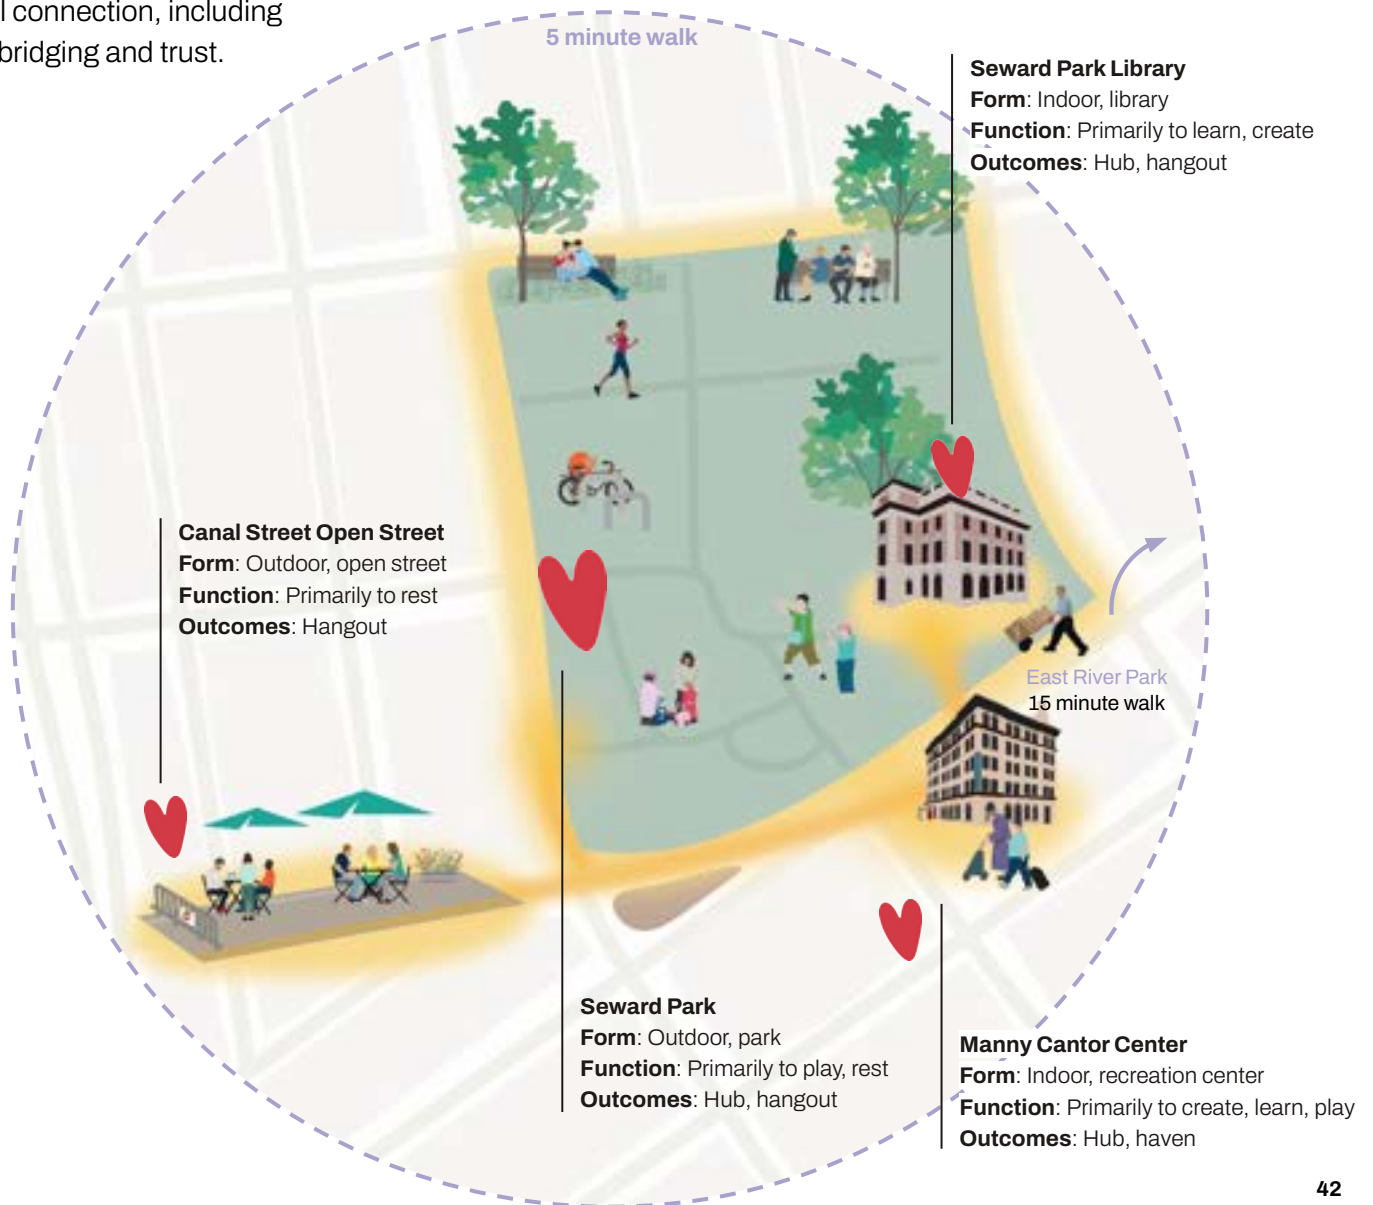 l connection, including
bridging and trust.
5 minute walk
Seward Park Library
Form: Indoor, library
Function: Primarily to learn, create
Outcomes: Hub, hangout
Canal Street Open Street
Form: Outdoor, open street
Function: Primarily to rest
Outcomes: Hangout
East River Park
15 minute walk
Seward Park
Form: Outdoor, park
Function: Primarily to play, rest
Outcomes: Hub, hangout
Manny Cantor Center
Form: Indoor, recreation center
Function: Primarily to create, learn, play
Outcomes: Hub, haven
42